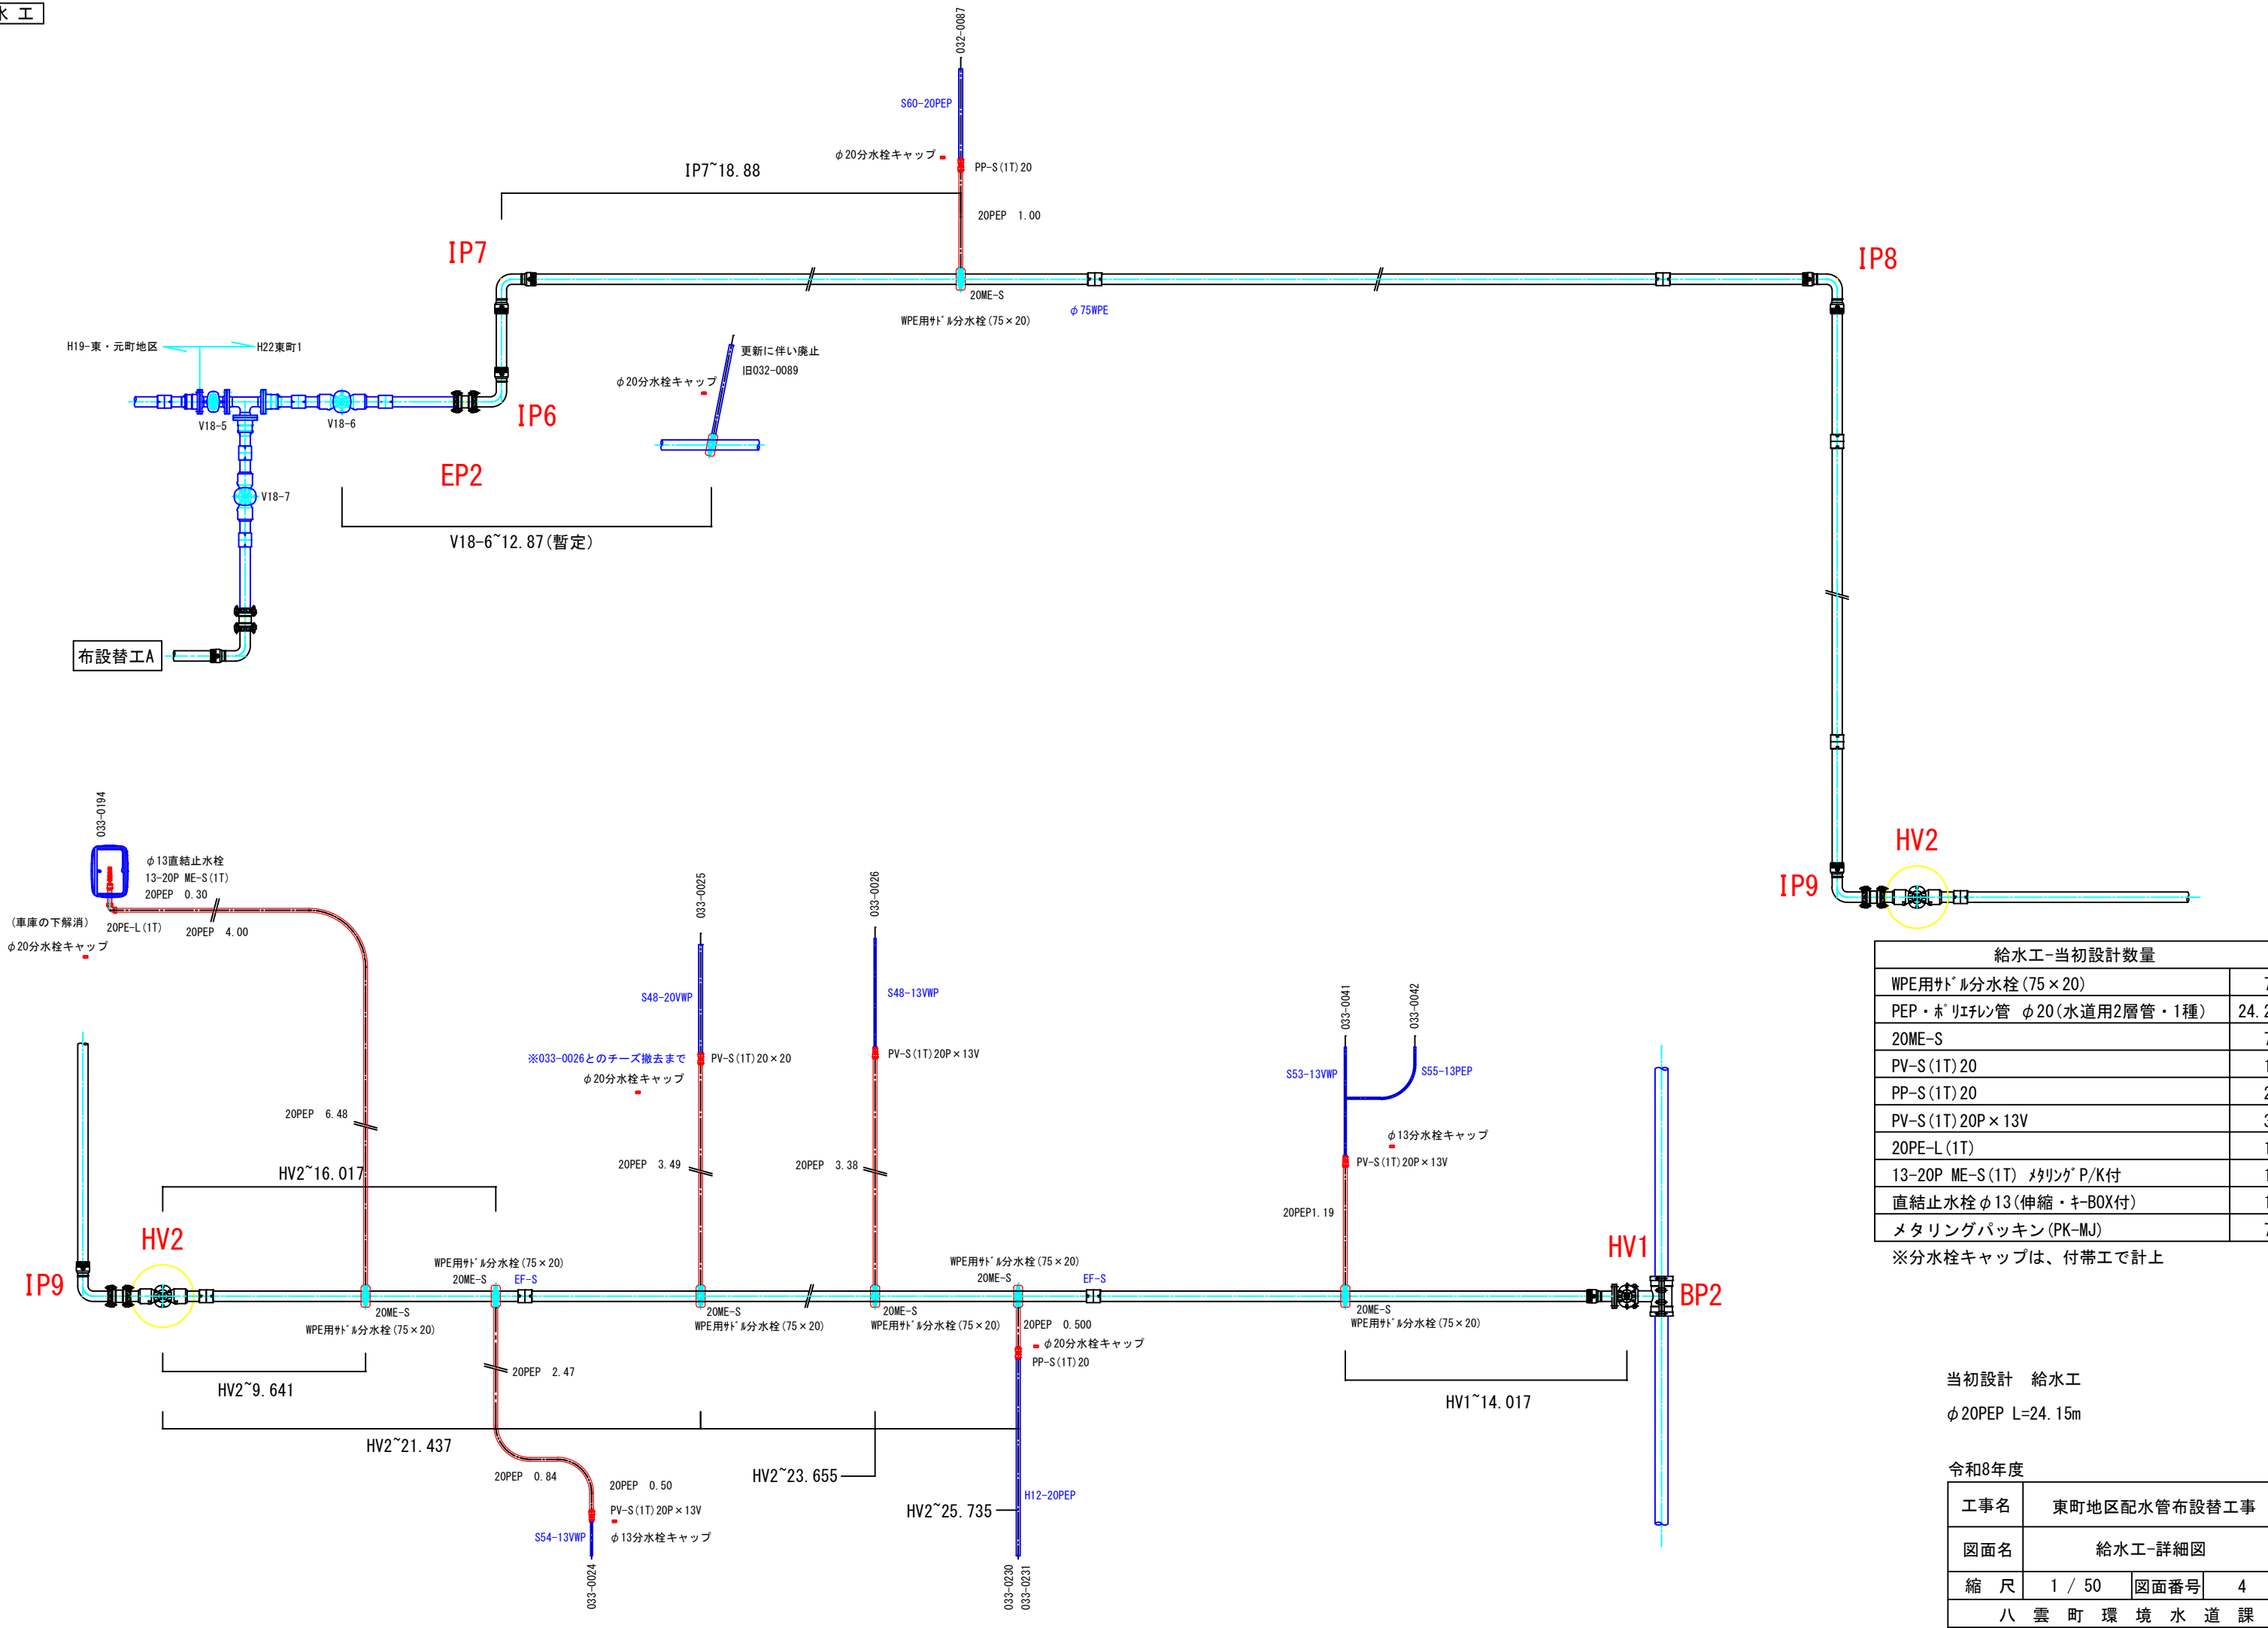 水 工
032-0087
S60-20PEP
φ20分水栓キャップ
PP-S(1T)20
IP7~18.88
20PEP 1.00
IP7
IP8
20ME-S
WPE用ｻﾄﾞﾙ分水栓(75×20)
φ75WPE
H19-東・元町地区
H22東町1
更新に伴い廃止
旧032-0089
φ20分水栓キャップ
V18-5
V18-6
IP6
EP2
V18-7
V18-6~12.87(暫定)
布設替工A
HV2
IP9
033-0194
φ13直結止水栓
13-20P ME-S(1T)
20PEP 0.30
(車庫の下解消)
20PE-L(1T)
20PEP 4.00
φ20分水栓キャップ
033-0025
033-0026
S48-20VWP
S48-13VWP
※033-0026とのチーズ撤去まで
PV-S(1T)20×20
φ20分水栓キャップ
PV-S(1T)20P×13V
033-0041
033-0042
S53-13VWP
S55-13PEP
φ13分水栓キャップ
PV-S(1T)20P×13V
20PEP 6.48
20PEP 3.49
20PEP 3.38
20PEP1.19
HV2~16.017
HV2
HV1
IP9
BP2
WPE用ｻﾄﾞﾙ分水栓(75×20)
20ME-S
EF-S
WPE用ｻﾄﾞﾙ分水栓(75×20)
20ME-S
EF-S
20ME-S
WPE用ｻﾄﾞﾙ分水栓(75×20)
20ME-S
WPE用ｻﾄﾞﾙ分水栓(75×20)
20ME-S
WPE用ｻﾄﾞﾙ分水栓(75×20)
20PEP 0.500
φ20分水栓キャップ
PP-S(1T)20
20ME-S
WPE用ｻﾄﾞﾙ分水栓(75×20)
HV2~9.641
20PEP 2.47
HV1~14.017
HV2~21.437
20PEP 0.84
20PEP 0.50
PV-S(1T)20P×13V
S54-13VWP
φ13分水栓キャップ
HV2~23.655
HV2~25.735
H12-20PEP
033-0024
033-0230
033-0231
給水工-当初設計数量
WPE用ｻﾄﾞﾙ分水栓(75×20) 7
PEP・ﾎﾟﾘｴﾁﾚﾝ管 φ20(水道用2層管・1種) 24.2
20ME-S 7
PV-S(1T)20 1
PP-S(1T)20 2
PV-S(1T)20P×13V 3
20PE-L(1T) 1
13-20P ME-S(1T) ﾒﾀﾘﾝｸﾞP/K付 1
直結止水栓φ13(伸縮・ｷ-BOX付) 1
メタリングパッキン(PK-MJ) 7
※分水栓キャップは、付帯工で計上
当初設計 給水工
φ20PEP L=24.15m
令和8年度
工事名 東町地区配水管布設替工事
図面名 給水工-詳細図
縮 尺 1 / 50 図面番号 4
八 雲 町 環 境 水 道 課